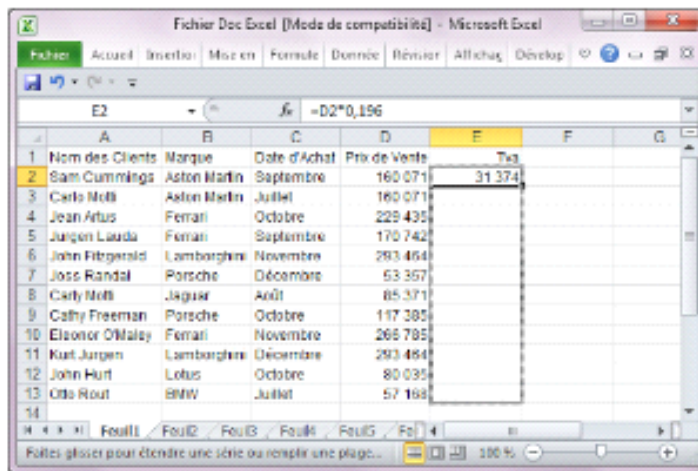 Fichier Doc Excel [Mode de compatibilité] - Microsoft Excel
Fichier Accueil Insertion Mise en Formule Donnée Révision Affichag Dévelop
E2 fx =D2*0,196
A B C D E F G
1 Nom des Clients Marque Date d'Achat Prix de Vente Tva
2 Sam Cummings Aston Martin Septembre 160 071 31 374
3 Carlo Molti Aston Martin Juillet 160 071
4 Jean Artus Ferrari Octobre 229 435
5 Jurgen Lauda Ferrari Septembre 170 742
6 John Fitzgerald Lamborghini Novembre 293 464
7 Joss Randal Porsche Décembre 53 357
8 Carly Molti Jaguar Août 85 371
9 Cathy Freeman Porsche Octobre 117 385
10 Eleonor O'Maley Ferrari Novembre 266 785
11 Kurt Jurgen Lamborghini Décembre 293 464
12 John Hurt Lotus Octobre 80 035
13 Otto Rout BMW Juillet 57 168
14
Feuil1 Feuil2 Feuil3 Feuil4 Feuil5 Fe
Faites glisser pour étendre une série ou remplir une plage... 100 %